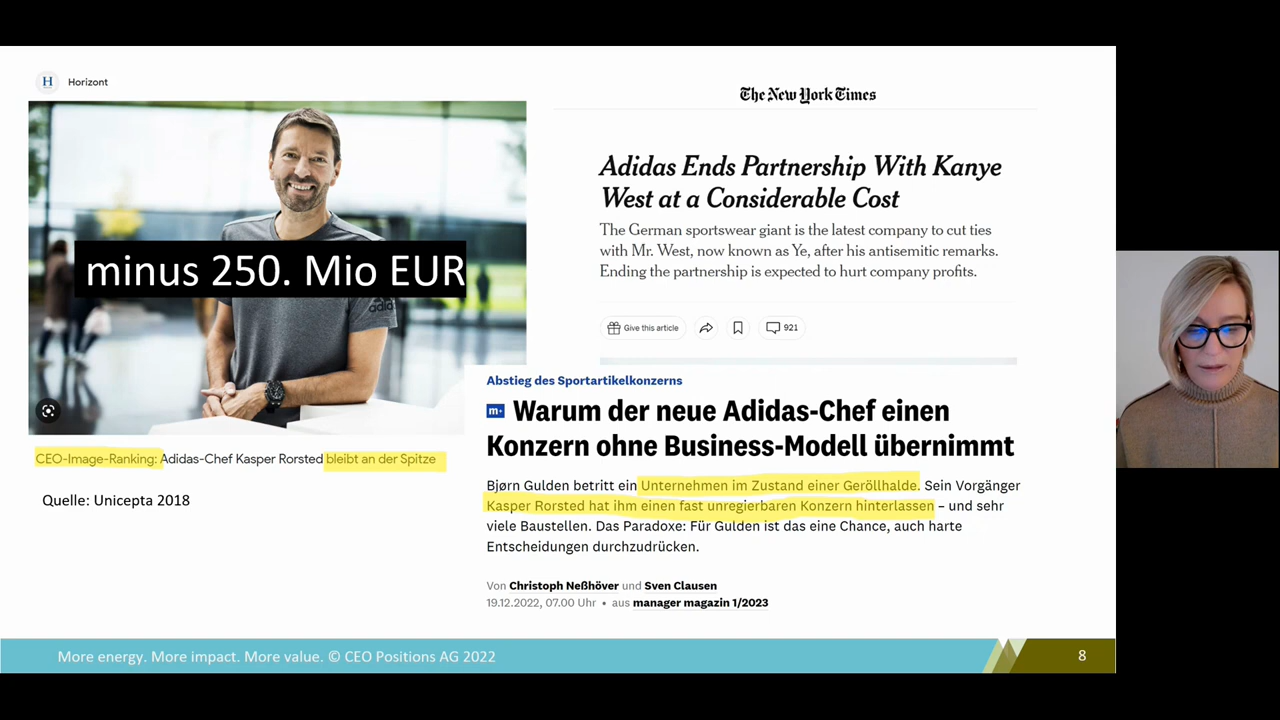 H Horizont
minus 250. Mio EUR
adidas
CEO-Image-Ranking: Adidas-Chef Kasper Rorsted bleibt an der Spitze
Quelle: Unicepta 2018
The New York Times
Adidas Ends Partnership With Kanye
West at a Considerable Cost
The German sportswear giant is the latest company to cut ties
with Mr. West, now known as Ye, after his antisemitic remarks.
Ending the partnership is expected to hurt company profits.
Give this article 921
Abstieg des Sportartikelkonzerns
m+ Warum der neue Adidas-Chef einen
Konzern ohne Business-Modell übernimmt
Bjørn Gulden betritt ein Unternehmen im Zustand einer Geröllhalde. Sein Vorgänger
Kasper Rorsted hat ihm einen fast unregierbaren Konzern hinterlassen – und sehr
viele Baustellen. Das Paradoxe: Für Gulden ist das eine Chance, auch harte
Entscheidungen durchzudrücken.
Von Christoph Neßhöver und Sven Clausen
19.12.2022, 07.00 Uhr • aus manager magazin 1/2023
More energy. More impact. More value. © CEO Positions AG 2022
8